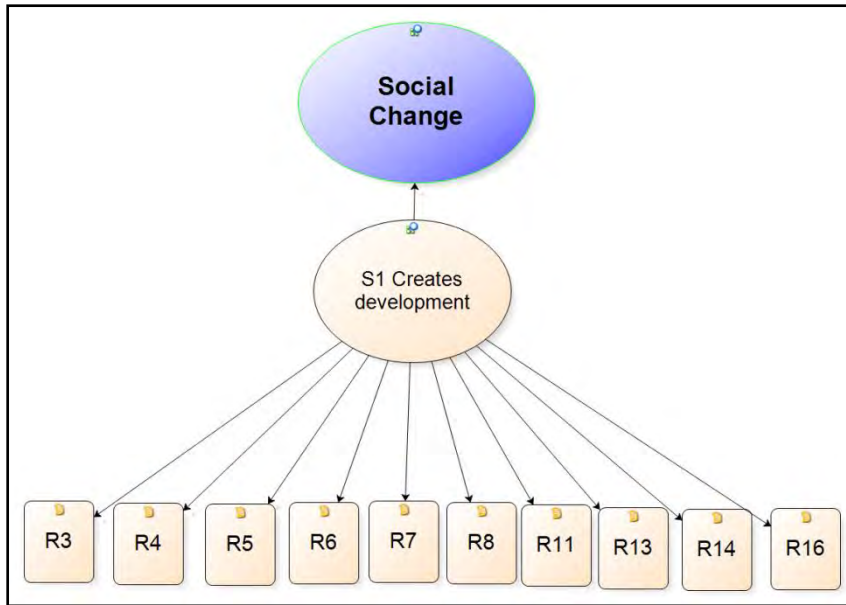 Social
Change
S1 Creates
development
R3
R4
R5
R6
R7
R8
R11
R13
R14
R16